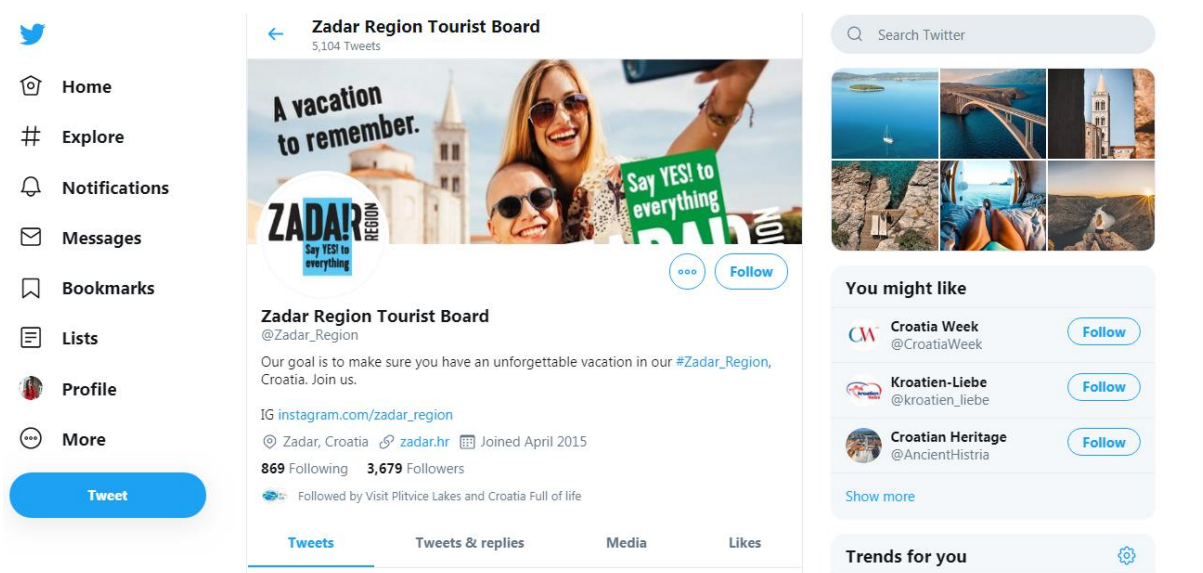 Home
Explore
Notifications
Messages
Bookmarks
Lists
Profile
More
Tweet
Zadar Region Tourist Board
5,104 Tweets
A vacation
to remember.
Say YES! to
everything
ZADAR!
REGION
Say YES! to
everything
Follow
Zadar Region Tourist Board
@Zadar_Region
Our goal is to make sure you have an unforgettable vacation in our #Zadar_Region,
Croatia. Join us.
IG instagram.com/zadar_region
Zadar, Croatia zadar.hr Joined April 2015
869 Following 3,679 Followers
Followed by Visit Plitvice Lakes and Croatia Full of life
Tweets Tweets & replies Media Likes
Search Twitter
You might like
Croatia Week
@CroatiaWeek
Follow
Kroatien-Liebe
@kroatien_liebe
Follow
Croatian Heritage
@AncientHistria
Follow
Show more
Trends for you